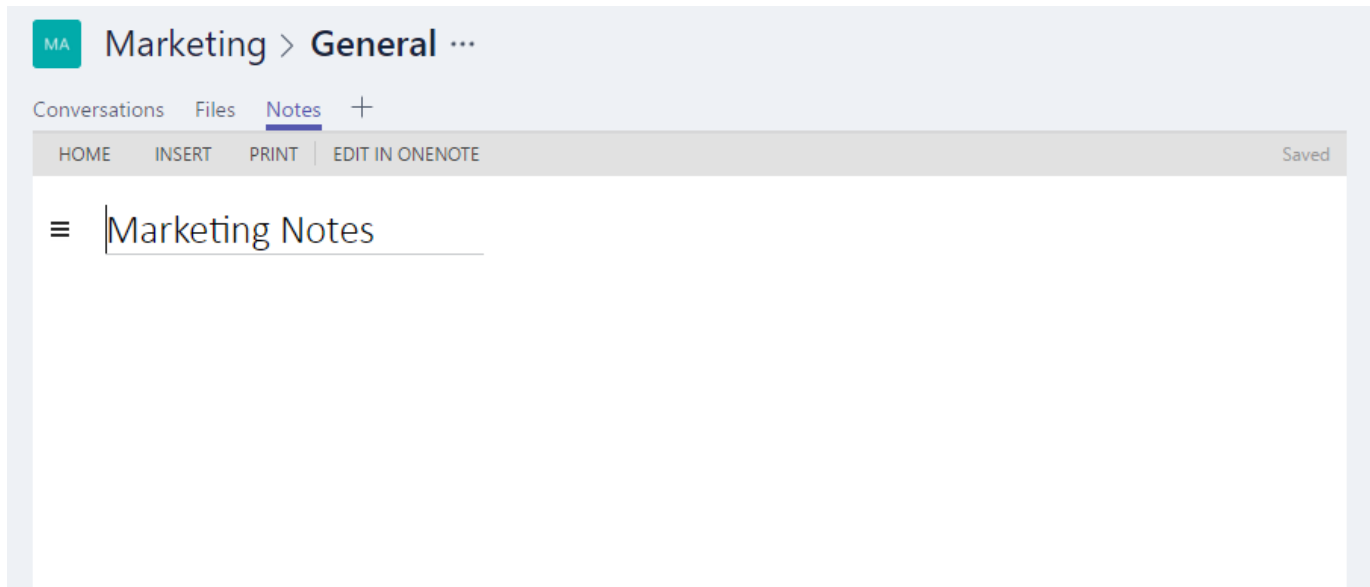 MA Marketing > General ···
Conversations Files Notes +
HOME INSERT PRINT EDIT IN ONENOTE Saved
Marketing Notes